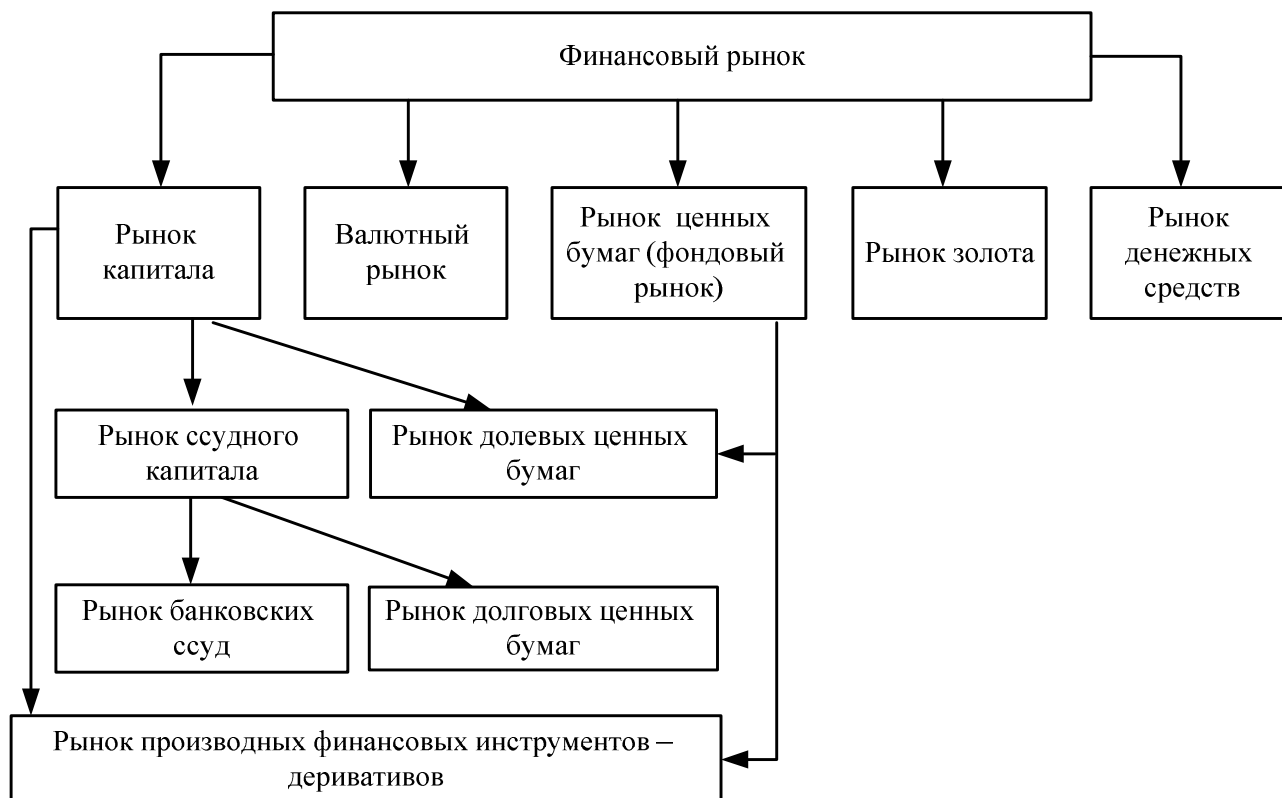 Финансовый рынок
Рынок
капитала
Валютный
рынок
Рынок ценных
бумаг (фондовый
рынок)
Рынок золота
Рынок
денежных
средств
Рынок ссудного
капитала
Рынок долевых ценных
бумаг
Рынок банковских
ссуд
Рынок долговых ценных
бумаг
Рынок производных финансовых инструментов –
деривативов